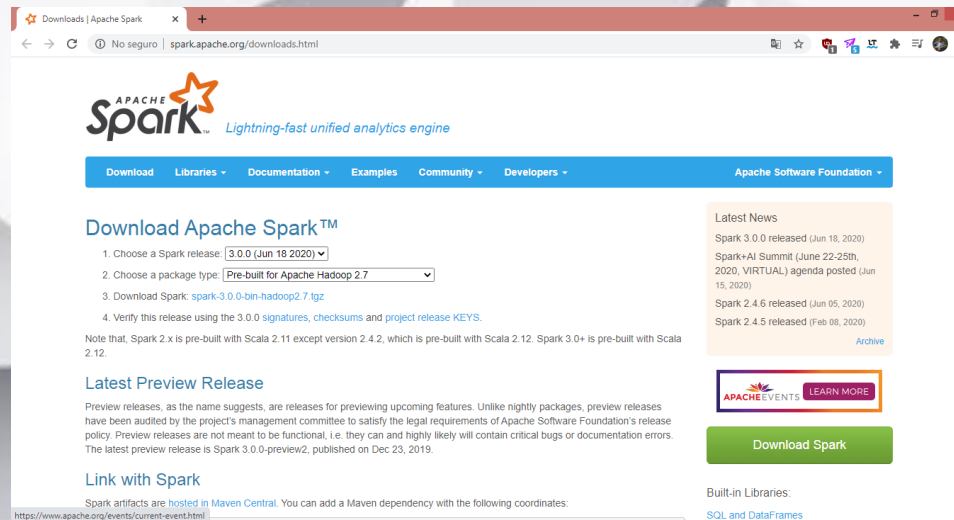 Downloads | Apache Spark
No seguro | spark.apache.org/downloads.html
1
5
LT
APACHE
Spark™
Lightning-fast unified analytics engine
Download Libraries Documentation Examples Community Developers Apache Software Foundation
Download Apache Spark™
1. Choose a Spark release: 3.0.0 (Jun 18 2020)
2. Choose a package type: Pre-built for Apache Hadoop 2.7
3. Download Spark: spark-3.0.0-bin-hadoop2.7.tgz
4. Verify this release using the 3.0.0 signatures, checksums and project release KEYS.
Note that, Spark 2.x is pre-built with Scala 2.11 except version 2.4.2, which is pre-built with Scala 2.12. Spark 3.0+ is pre-built with Scala
2.12.
Latest Preview Release
Preview releases, as the name suggests, are releases for previewing upcoming features. Unlike nightly packages, preview releases
have been audited by the project's management committee to satisfy the legal requirements of Apache Software Foundation's release
policy. Preview releases are not meant to be functional, i.e. they can and highly likely will contain critical bugs or documentation errors.
The latest preview release is Spark 3.0.0-preview2, published on Dec 23, 2019.
Link with Spark
Spark artifacts are hosted in Maven Central. You can add a Maven dependency with the following coordinates:
https://www.apache.org/events/current-event.html
Latest News
Spark 3.0.0 released (Jun 18, 2020)
Spark+AI Summit (June 22-25th,
2020, VIRTUAL) agenda posted (Jun
15, 2020)
Spark 2.4.6 released (Jun 05, 2020)
Spark 2.4.5 released (Feb 08, 2020)
Archive
APACHEEVENTS LEARN MORE
Download Spark
Built-in Libraries:
SQL and DataFrames